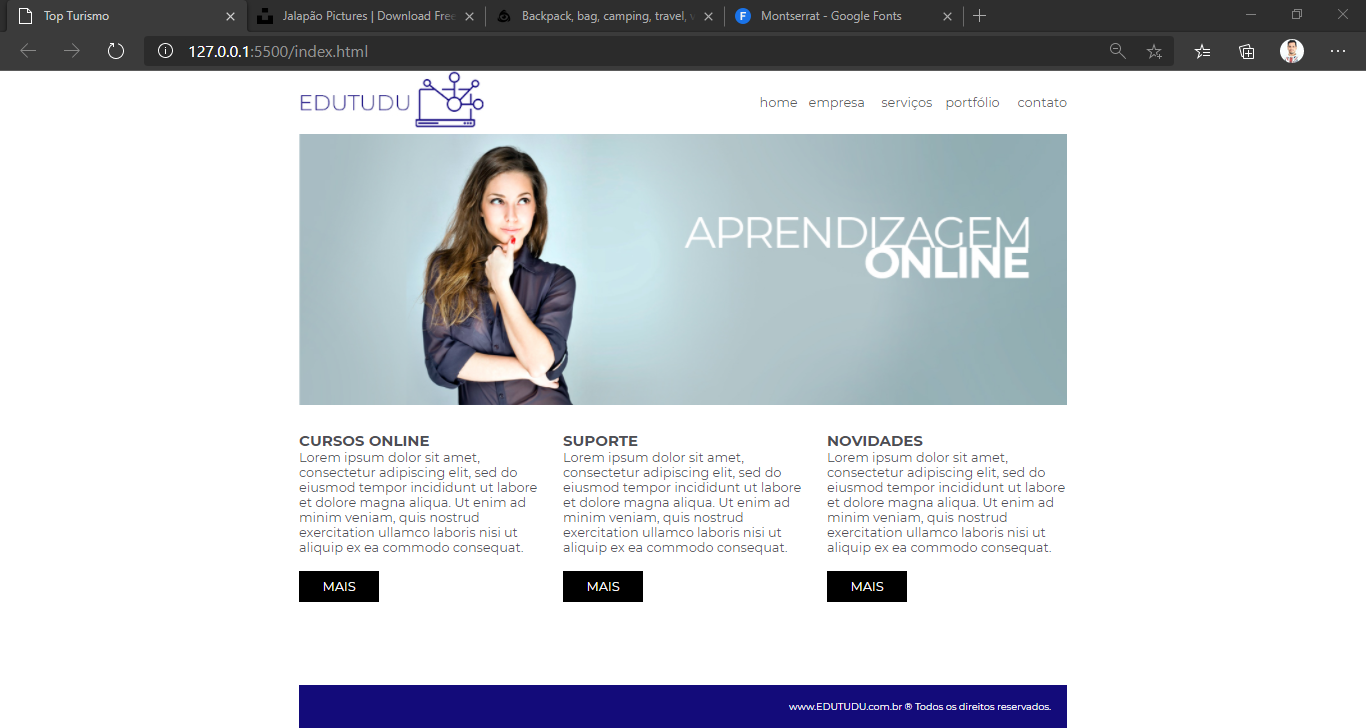 Top Turismo
Jalapão Pictures | Download Free
Backpack, bag, camping, travel,
F
Montserrat - Google Fonts
127.0.0.1:5500/index.html
EDUTUDU
home empresa serviços portfólio contato
APRENDIZAGEM
ONLINE
CURSOS ONLINE
Lorem ipsum dolor sit amet,
consectetur adipiscing elit, sed do
eiusmod tempor incididunt ut labore
et dolore magna aliqua. Ut enim ad
minim veniam, quis nostrud
exercitation ullamco laboris nisi ut
aliquip ex ea commodo consequat.
MAIS
SUPORTE
Lorem ipsum dolor sit amet,
consectetur adipiscing elit, sed do
eiusmod tempor incididunt ut labore
et dolore magna aliqua. Ut enim ad
minim veniam, quis nostrud
exercitation ullamco laboris nisi ut
aliquip ex ea commodo consequat.
MAIS
NOVIDADES
Lorem ipsum dolor sit amet,
consectetur adipiscing elit, sed do
eiusmod tempor incididunt ut labore
et dolore magna aliqua. Ut enim ad
minim veniam, quis nostrud
exercitation ullamco laboris nisi ut
aliquip ex ea commodo consequat.
MAIS
www.EDUTUDU.com.br ® Todos os direitos reservados.